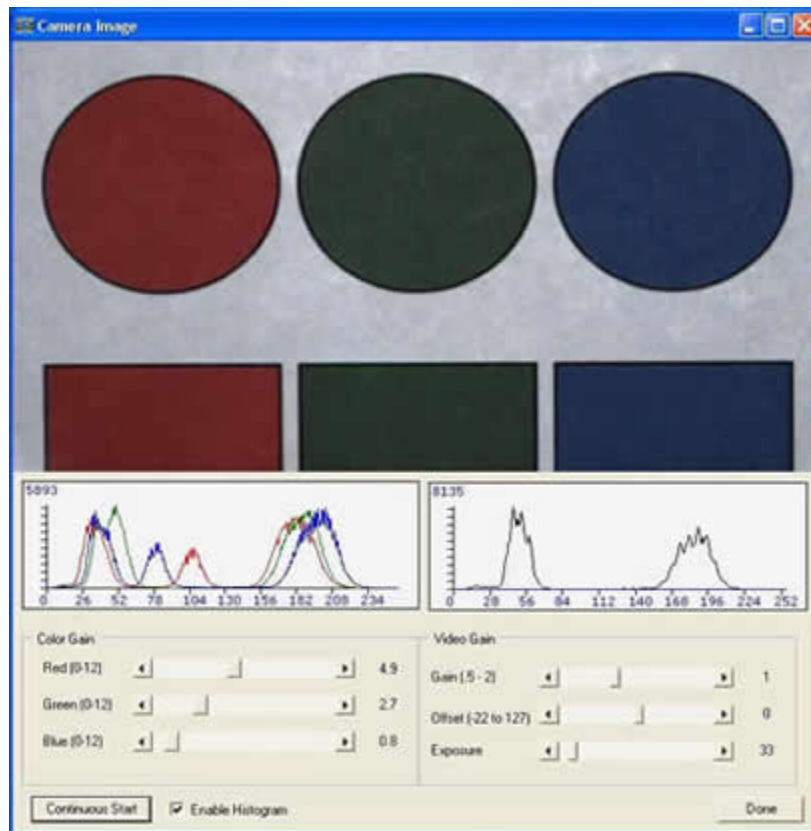 Camera Image
5893
0 26 52 78 104 130 156 182 208 234
8135
0 28 56 84 112 140 168 196 224 252
Color Gain
Red (0-12) 4.9
Green (0-12) 2.7
Blue (0-12) 0.8
Video Gain
Gain (.5 - 2) 1
Offset (-22 to 127) 0
Exposure 33
Continuous Start
Enable Histogram
Done